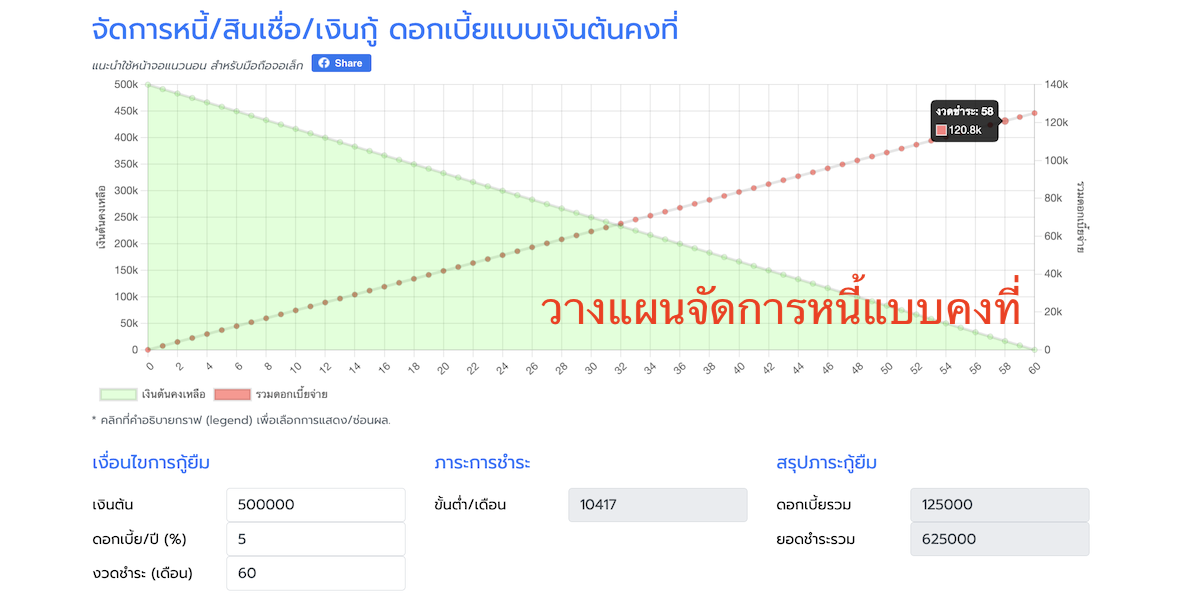 จัดการหนี้/สินเชื่อ/เงินกู้ ดอกเบี้ยแบบเงินต้นคงที่
แนะนำใช้หน้าจอแนวนอน สำหรับมือถือจอเล็ก Share
500k
450k
400k
350k
300k
250k
200k
150k
100k
50k
0
เงินต้นคงเหลือ
140k
120k
100k
80k
60k
40k
20k
0
รวมดอกเบี้ยจ่าย
งวดชำระ: 58
120.8k
วางแผนจัดการหนี้แบบคงที่
0 2 4 6 8 10 12 14 16 18 20 22 24 26 28 30 32 34 36 38 40 42 44 46 48 50 52 54 56 58 60
เงินต้นคงเหลือ รวมดอกเบี้ยจ่าย
* คลิกที่คำอธิบายกราฟ (legend) เพื่อเลือกการแสดง/ซ่อนผล.
เงื่อนไขการกู้ยืม
เงินต้น 500000
ดอกเบี้ย/ปี (%) 5
งวดชำระ (เดือน) 60
ภาระการชำระ
ขั้นต่ำ/เดือน 10417
สรุปภาระกู้ยืม
ดอกเบี้ยรวม 125000
ยอดชำระรวม 625000